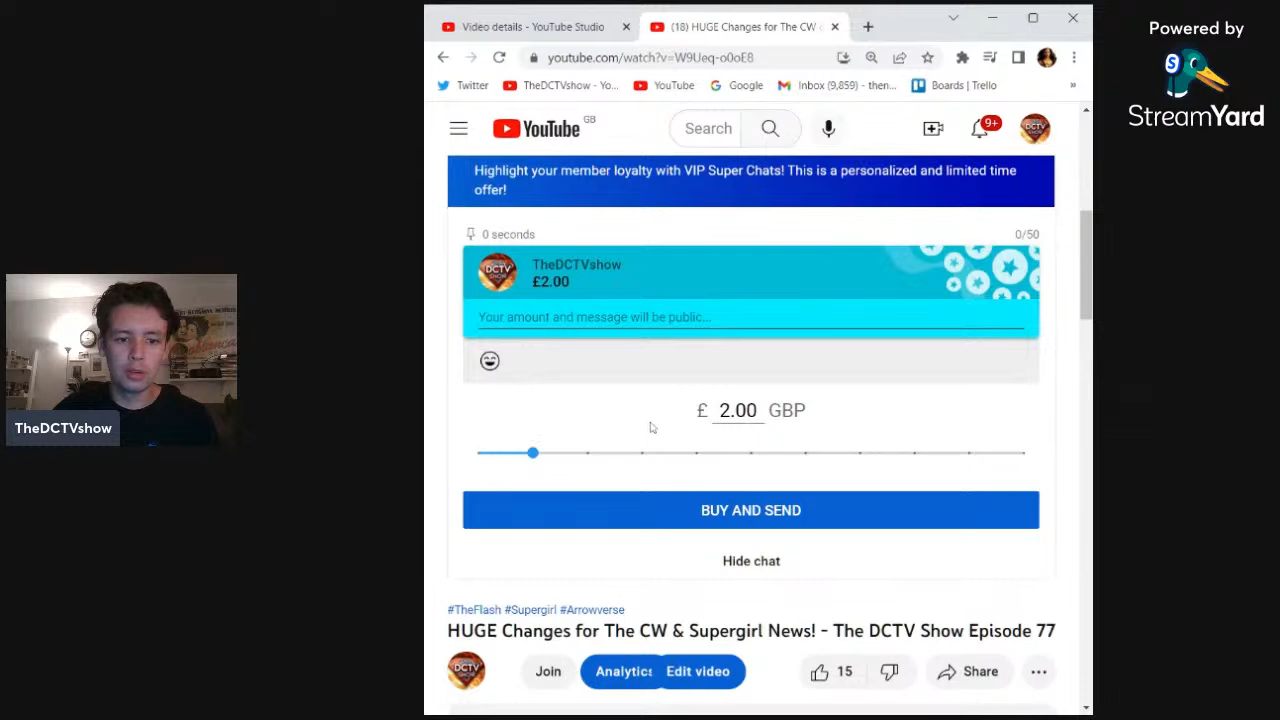 Video details - YouTube Studio
(18) HUGE Changes for The CW
youtube.com/watch?v=W9Ueq-o0oE8
Twitter
TheDCTVshow - Yo...
YouTube
Google
Inbox (9,859) - then...
Boards | Trello
»
YouTube GB
Search
9+
Highlight your member loyalty with VIP Super Chats! This is a personalized and limited time
offer!
0 seconds
0/50
TheDCTVshow
£2.00
Your amount and message will be public...
£ 2.00 GBP
BUY AND SEND
Hide chat
#TheFlash #Supergirl #Arrowverse
HUGE Changes for The CW & Supergirl News! - The DCTV Show Episode 77
Join
Analytics
Edit video
15
Share
TheDCTVshow
Powered by
StreamYard